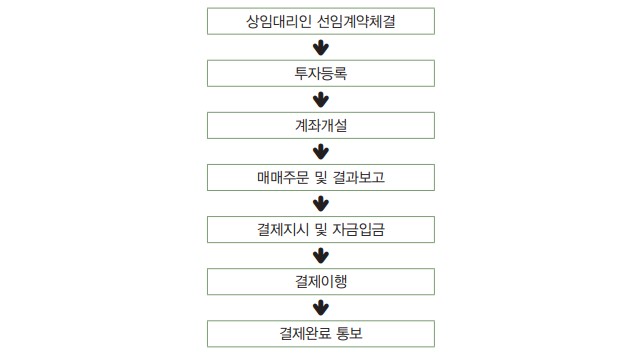 상임대리인 선임계약체결
투자등록
계좌개설
매매주문 및 결과보고
결제지시 및 자금입금
결제이행
결제완료 통보